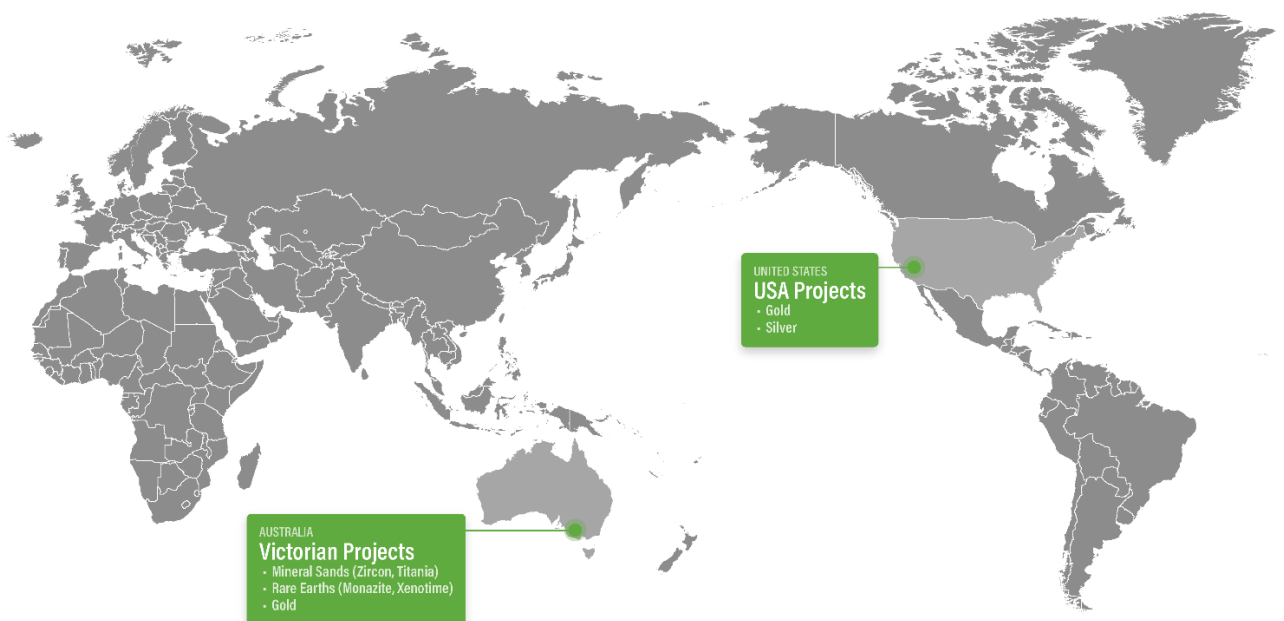 UNITED STATES
USA Projects
• Gold
• Silver
AUSTRALIA
Victorian Projects
• Mineral Sands (Zircon, Titania)
• Rare Earths (Monazite, Xenotime)
• Gold